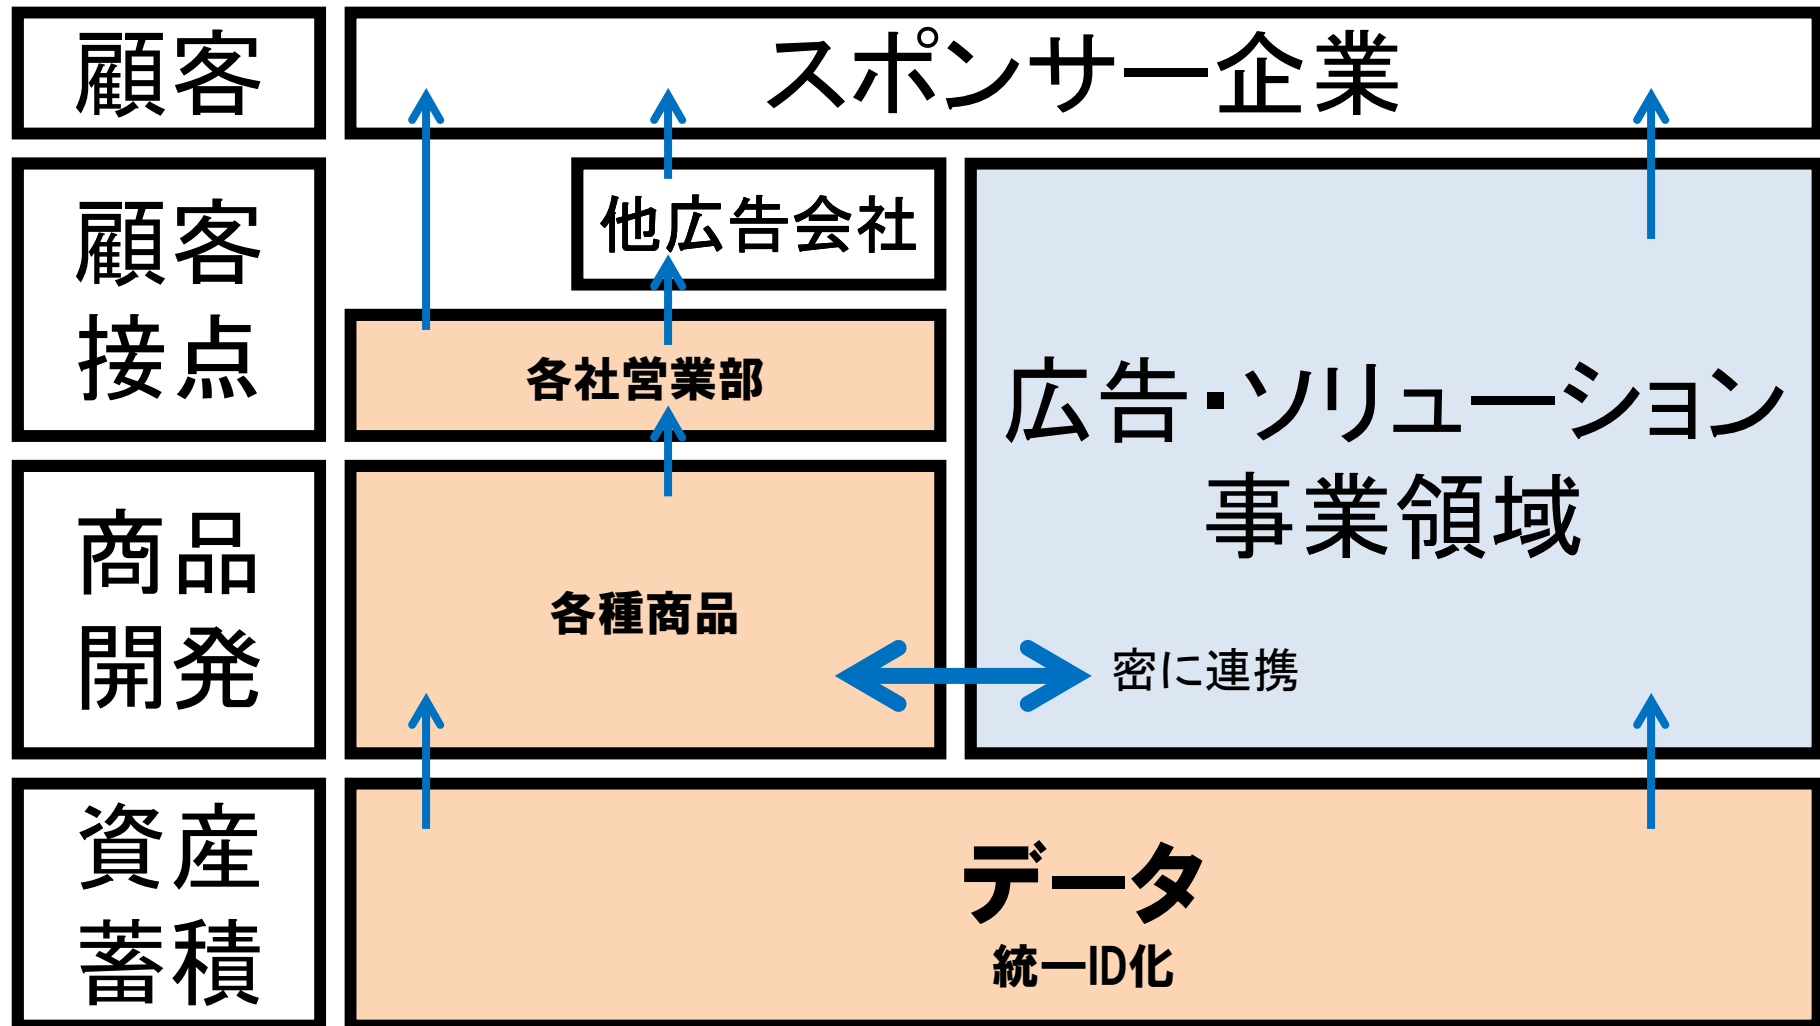 顧客
スポンサー企業
顧客
接点
他広告会社
各社営業部
広告・ソリューション
事業領域
商品
開発
各種商品
密に連携
資産
蓄積
データ
統一ID化